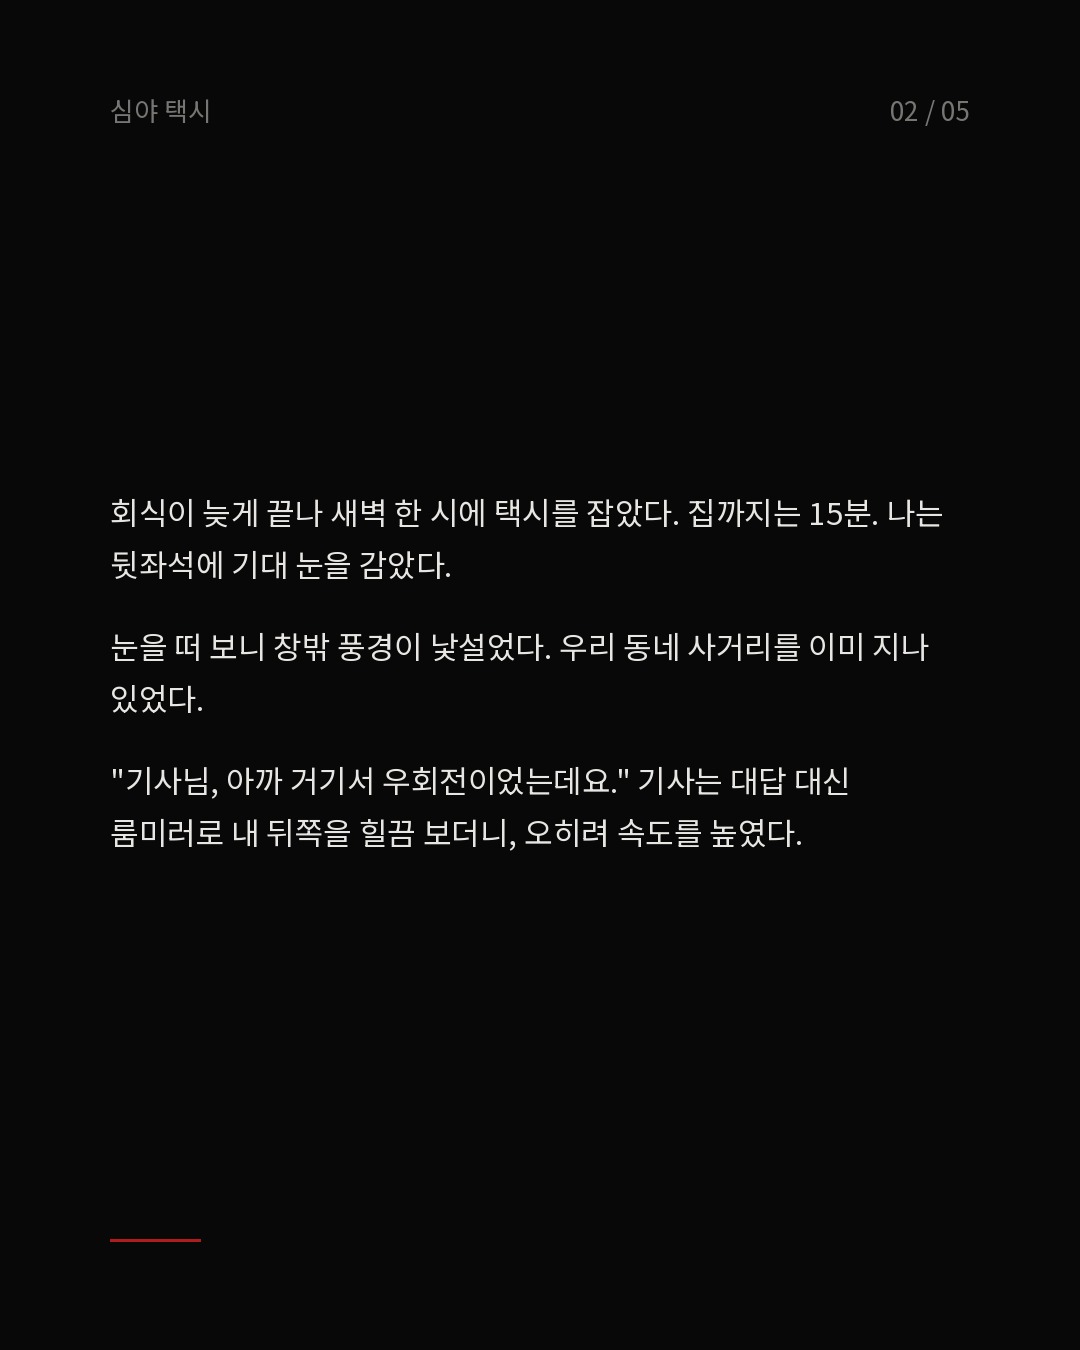 심야 택시
02 / 05
회식이 늦게 끝나 새벽 한 시에 택시를 잡았다. 집까지는 15분. 나는
뒷좌석에 기대 눈을 감았다.
눈을 떠 보니 창밖 풍경이 낯설었다. 우리 동네 사거리를 이미 지나
있었다.
"기사님, 아까 거기서 우회전이었는데요." 기사는 대답 대신
룸미러로 내 뒤쪽을 힐끔 보더니, 오히려 속도를 높였다.